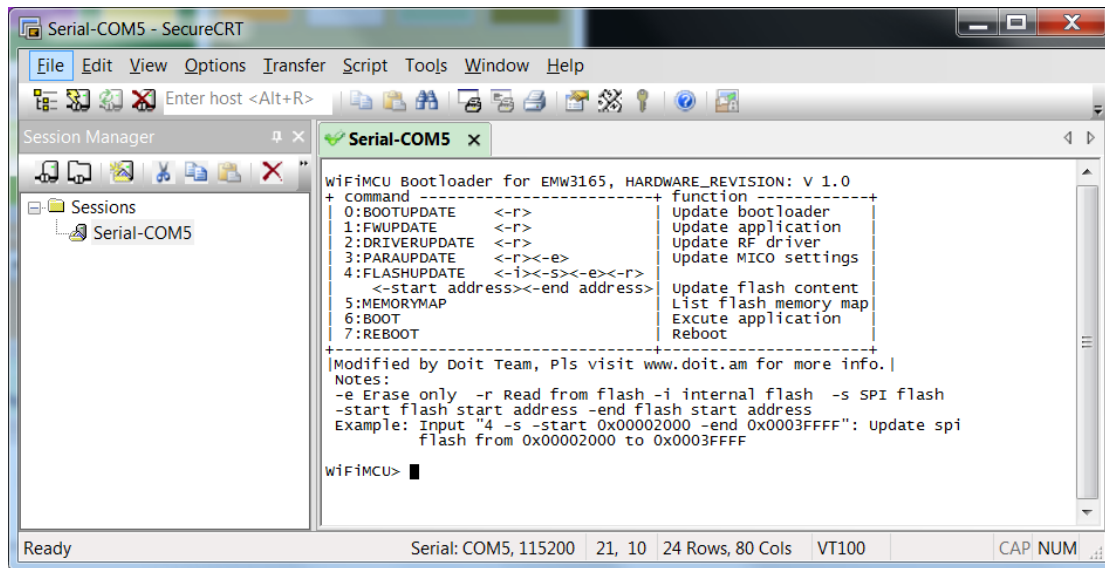 Serial-COM5 - SecureCRT
File Edit View Options Transfer Script Tools Window Help
Enter host <Alt+R>
Session Manager
Sessions
Serial-COM5
Serial-COM5
WiFiMCU Bootloader for EMW3165, HARDWARE_REVISION: V 1.0
+ command -------------------------+ function ------------+
| 0:BOOTUPDATE    <-r>             | Update bootloader    |
| 1:FWUPDATE      <-r>             | Update application   |
| 2:DRIVERUPDATE  <-r>             | Update RF driver     |
| 3:PARAUPDATE    <-r><-e>         | Update MICO settings |
| 4:FLASHUPDATE   <-i><-s><-e><-r> |                      |
|    <-start address><-end address>| Update flash content |
| 5:MEMORYMAP                      | List flash memory map|
| 6:BOOT                           | Excute application   |
| 7:REBOOT                         | Reboot               |
+----------------------------------+----------------------+
|Modified by Doit Team, Pls visit www.doit.am for more info.|
Notes:
-e Erase only  -r Read from flash -i internal flash  -s SPI flash
-start flash start address -end flash start address
Example: Input "4 -s -start 0x00002000 -end 0x0003FFFF": Update spi
flash from 0x00002000 to 0x0003FFFF
WiFiMCU>
Ready Serial: COM5, 115200 21, 10 24 Rows, 80 Cols VT100 CAP NUM